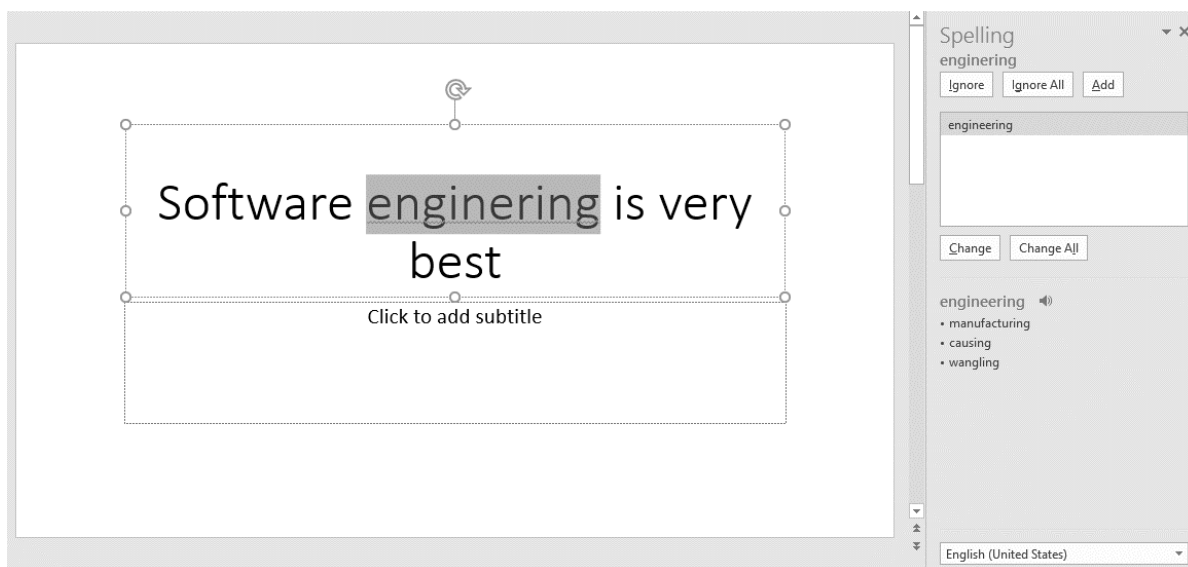 Software enginering is very
best
Click to add subtitle
Spelling
enginering
Ignore Ignore All Add
engineering
Change Change All
engineering
• manufacturing
• causing
• wangling
English (United States)